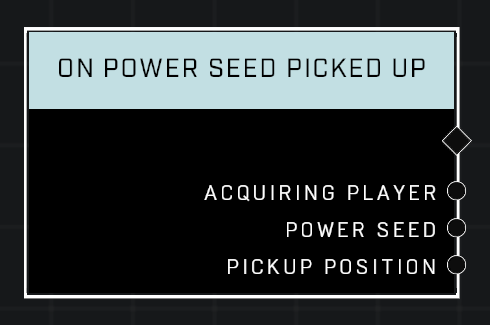 ON POWER SEED PICKED UP
ACQUIRING PLAYER
POWER SEED
PICKUP POSITION